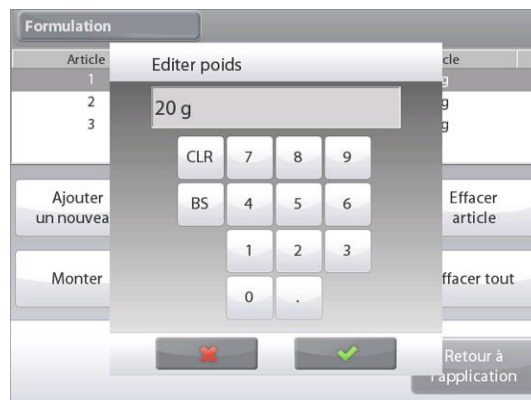 Formulation
Article
cle
1
g
2
g
3
g
Editer poids
20 g
CLR 7 8 9
BS 4 5 6
1 2 3
0 .
Ajouter
un nouvea
Effacer
article
Monter
ffacer tout
Retour à
l'application